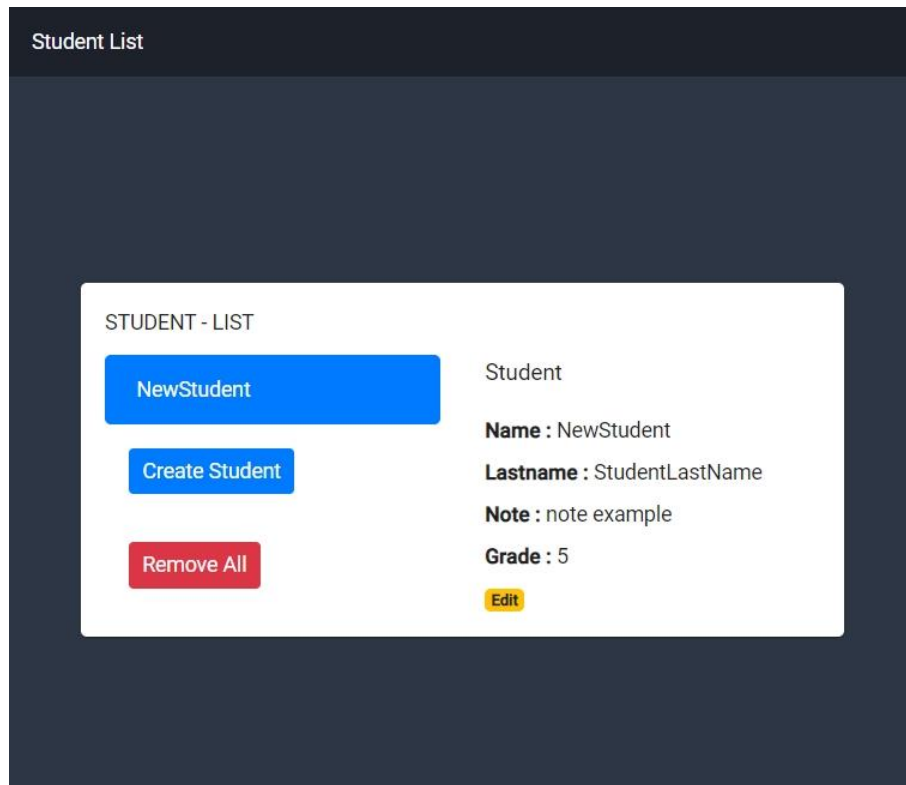 Student List
STUDENT - LIST
NewStudent
Create Student
Remove All
Student
Name : NewStudent
Lastname : StudentLastName
Note : note example
Grade : 5
Edit